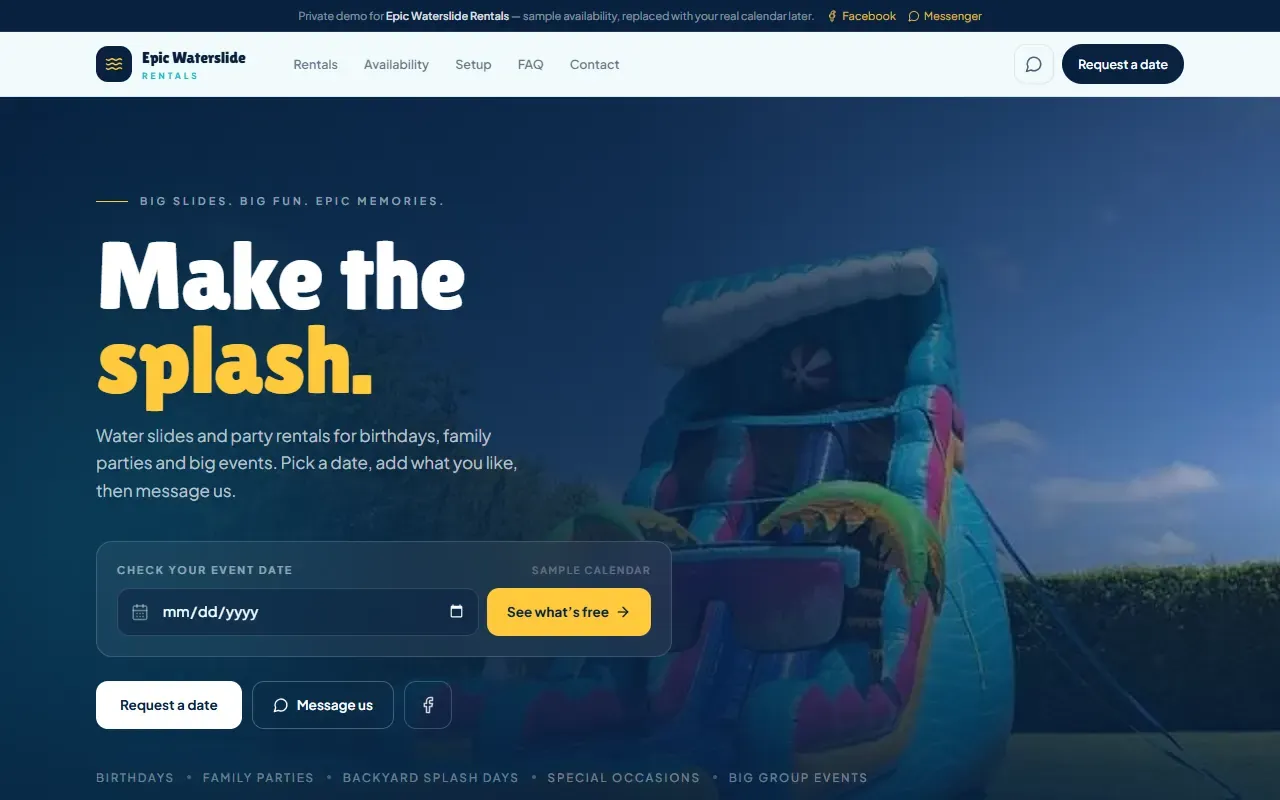 Private demo for Epic Waterslide Rentals — sample availability, replaced with your real calendar later. Facebook Messenger
Epic Waterslide
RENTALS
Rentals Availability Setup FAQ Contact
Request a date
BIG SLIDES. BIG FUN. EPIC MEMORIES.
Make the
splash.
Water slides and party rentals for birthdays, family
parties and big events. Pick a date, add what you like,
then message us.
CHECK YOUR EVENT DATE SAMPLE CALENDAR
mm/dd/yyyy See what’s free →
Request a date Message us
BIRTHDAYS • FAMILY PARTIES • BACKYARD SPLASH DAYS • SPECIAL OCCASIONS • BIG GROUP EVENTS